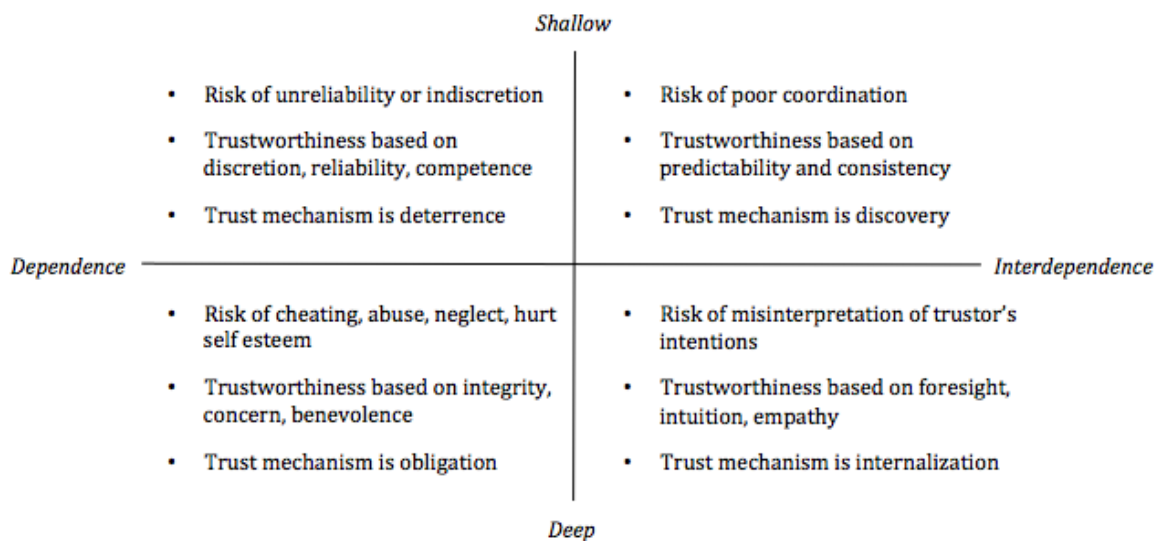 Shallow
• Risk of unreliability or indiscretion
• Trustworthiness based on
discretion, reliability, competence
• Trust mechanism is deterrence
• Risk of poor coordination
• Trustworthiness based on
predictability and consistency
• Trust mechanism is discovery
Dependence
Interdependence
• Risk of cheating, abuse, neglect, hurt
self esteem
• Trustworthiness based on integrity,
concern, benevolence
• Trust mechanism is obligation
• Risk of misinterpretation of trustor's
intentions
• Trustworthiness based on foresight,
intuition, empathy
• Trust mechanism is internalization
Deep